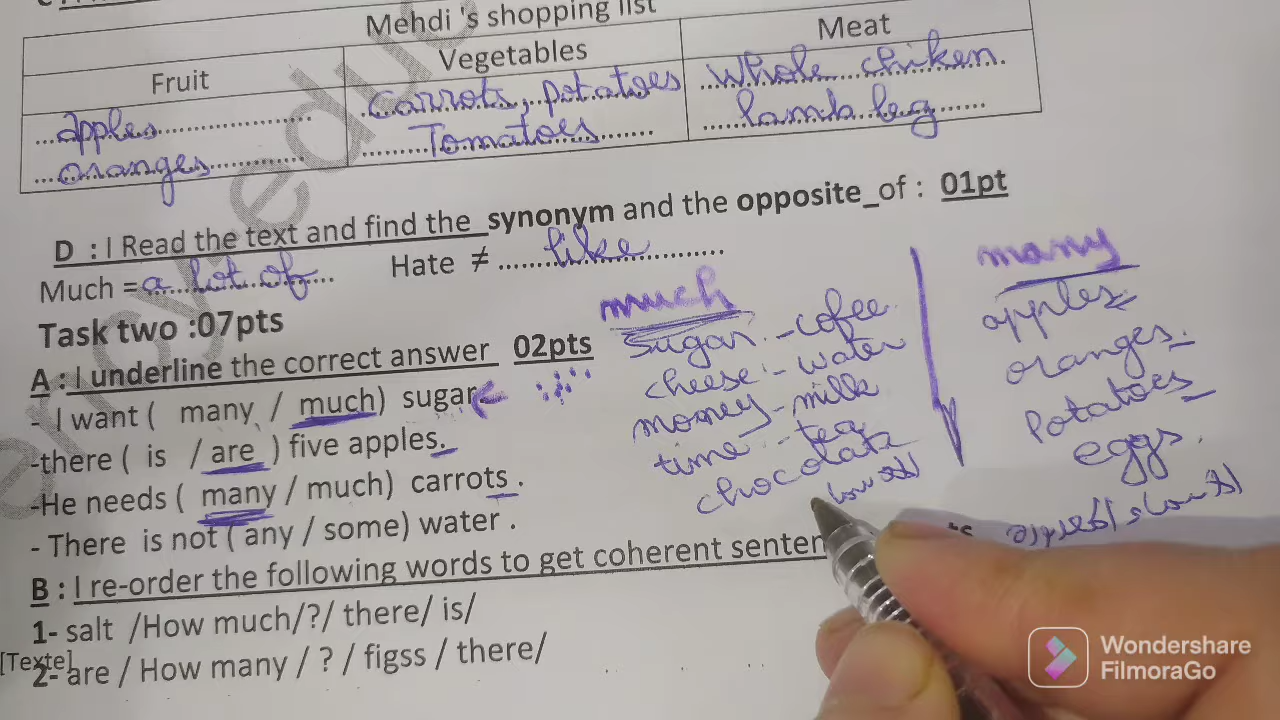 Mehdi 's shopping list
Fruit Vegetables Meat
apples carrots, potatoes Whole chiken
oranges Tomatoes lamb leg
D : I Read the text and find the synonym and the opposite of : 01pt
Much = a lot of Hate ≠ like
Task two :07pts
A : I underline the correct answer 02pts
- I want ( many / much) sugar
-there ( is / are ) five apples.
-He needs ( many / much) carrots .
- There is not ( any / some) water .
B : I re-order the following words to get coherent senten
1- salt /How much/?/ there/ is/
[Texte]
2- are / How many / ? / figss / there/
much
sugar - cofee
cheese - water
money - milk
time - tea
chocolata
many
apples
oranges
Potatoes
eggs
Wondershare
FilmoraGo